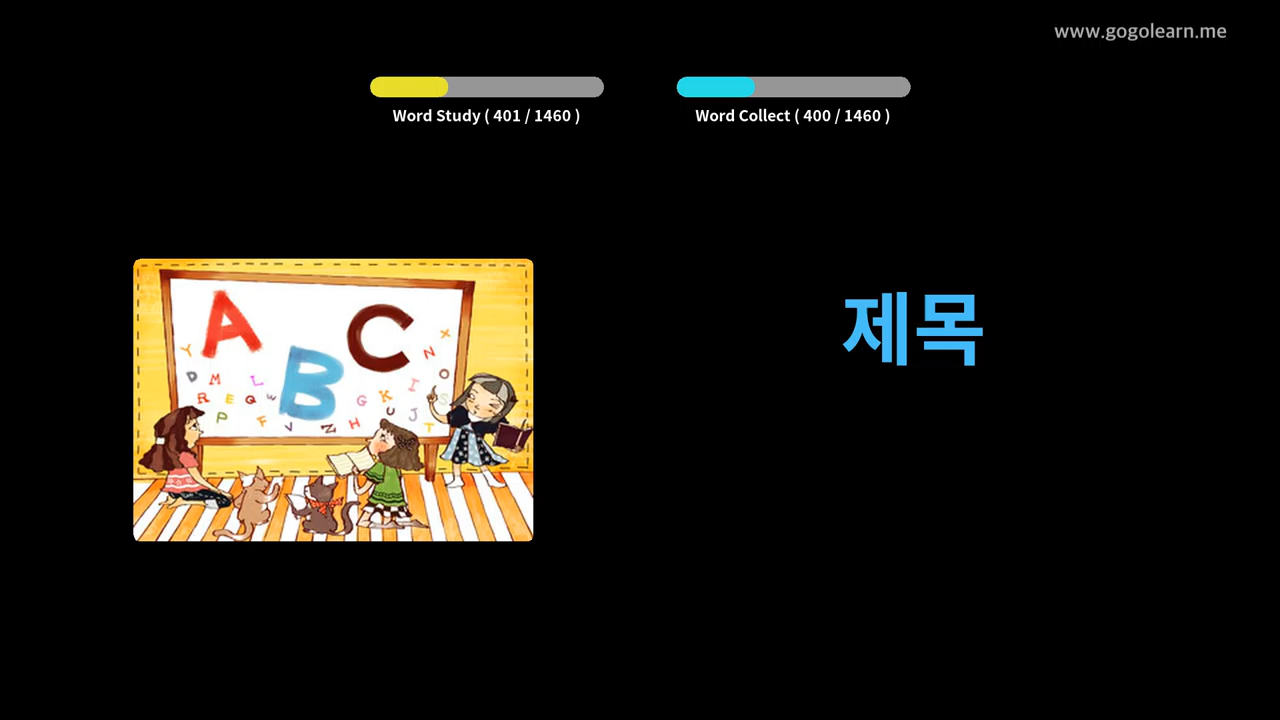 www.gogolearn.me
Word Study ( 401 / 1460 )
Word Collect ( 400 / 1460 )
A B C
X
Y N
D M L I O
R E Q W G K S
P F U J
V Z H T
제목